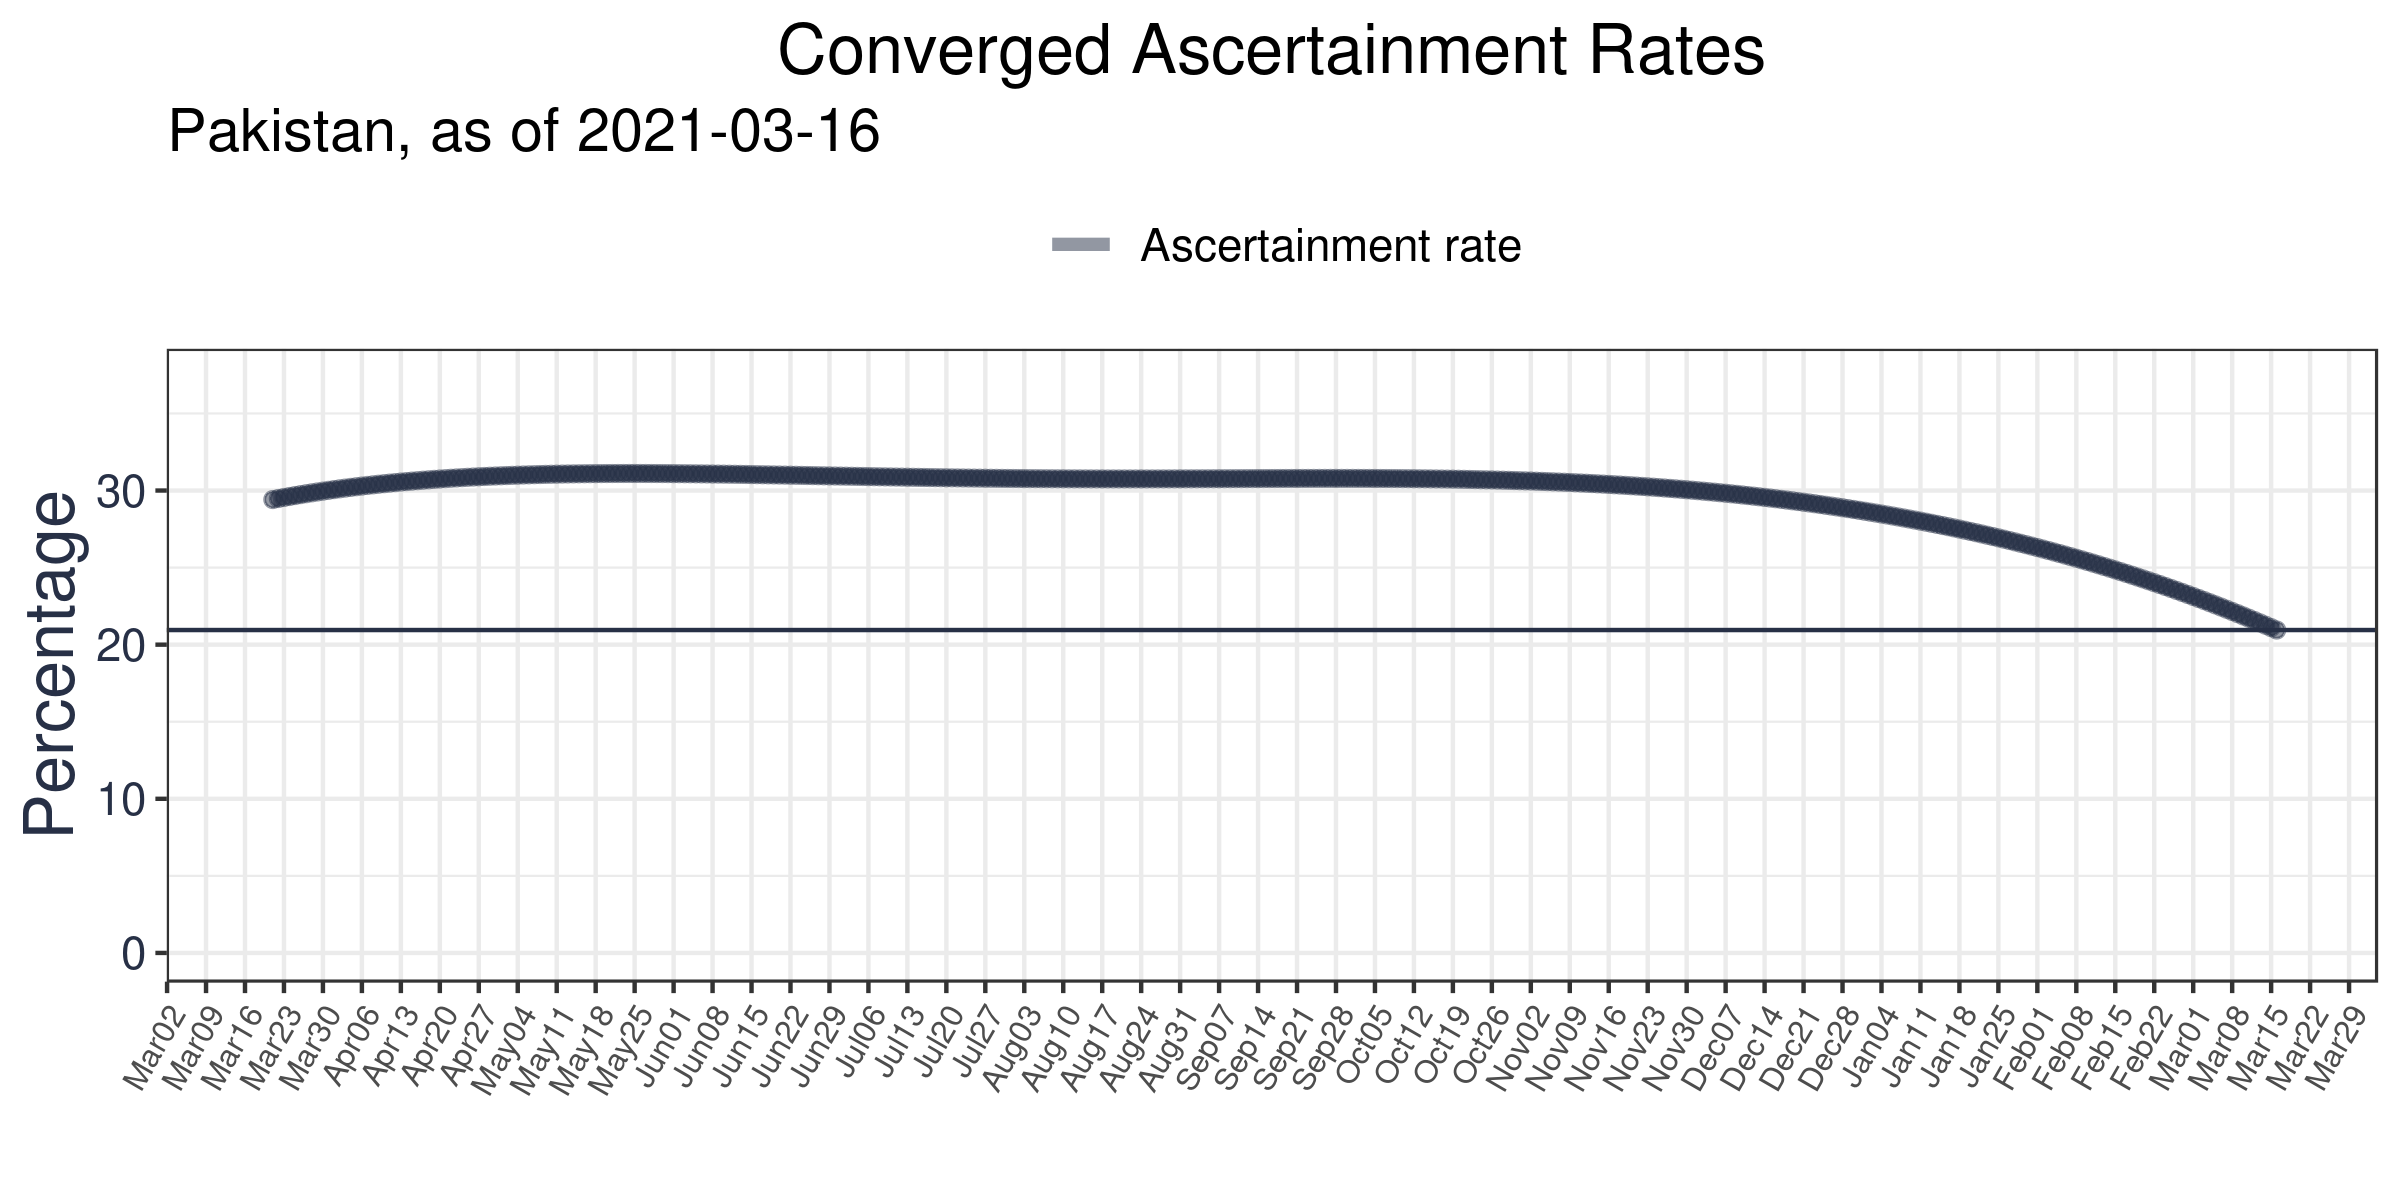 Converged Ascertainment Rates
Pakistan, as of 2021-03-16
Ascertainment rate
Percentage
30
20
10
0
Mar02 Mar09 Mar16 Mar23 Mar30 Apr06 Apr13 Apr20 Apr27 May04 May11 May18 May25 Jun01 Jun08 Jun15 Jun22 Jun29 Jul06 Jul13 Jul20 Jul27 Aug03 Aug10 Aug17 Aug24 Aug31 Sep07 Sep14 Sep21 Sep28 Oct05 Oct12 Oct19 Oct26 Nov02 Nov09 Nov16 Nov23 Nov30 Dec07 Dec14 Dec21 Dec28 Jan04 Jan11 Jan18 Jan25 Feb01 Feb08 Feb15 Feb22 Mar01 Mar08 Mar15 Mar22 Mar29